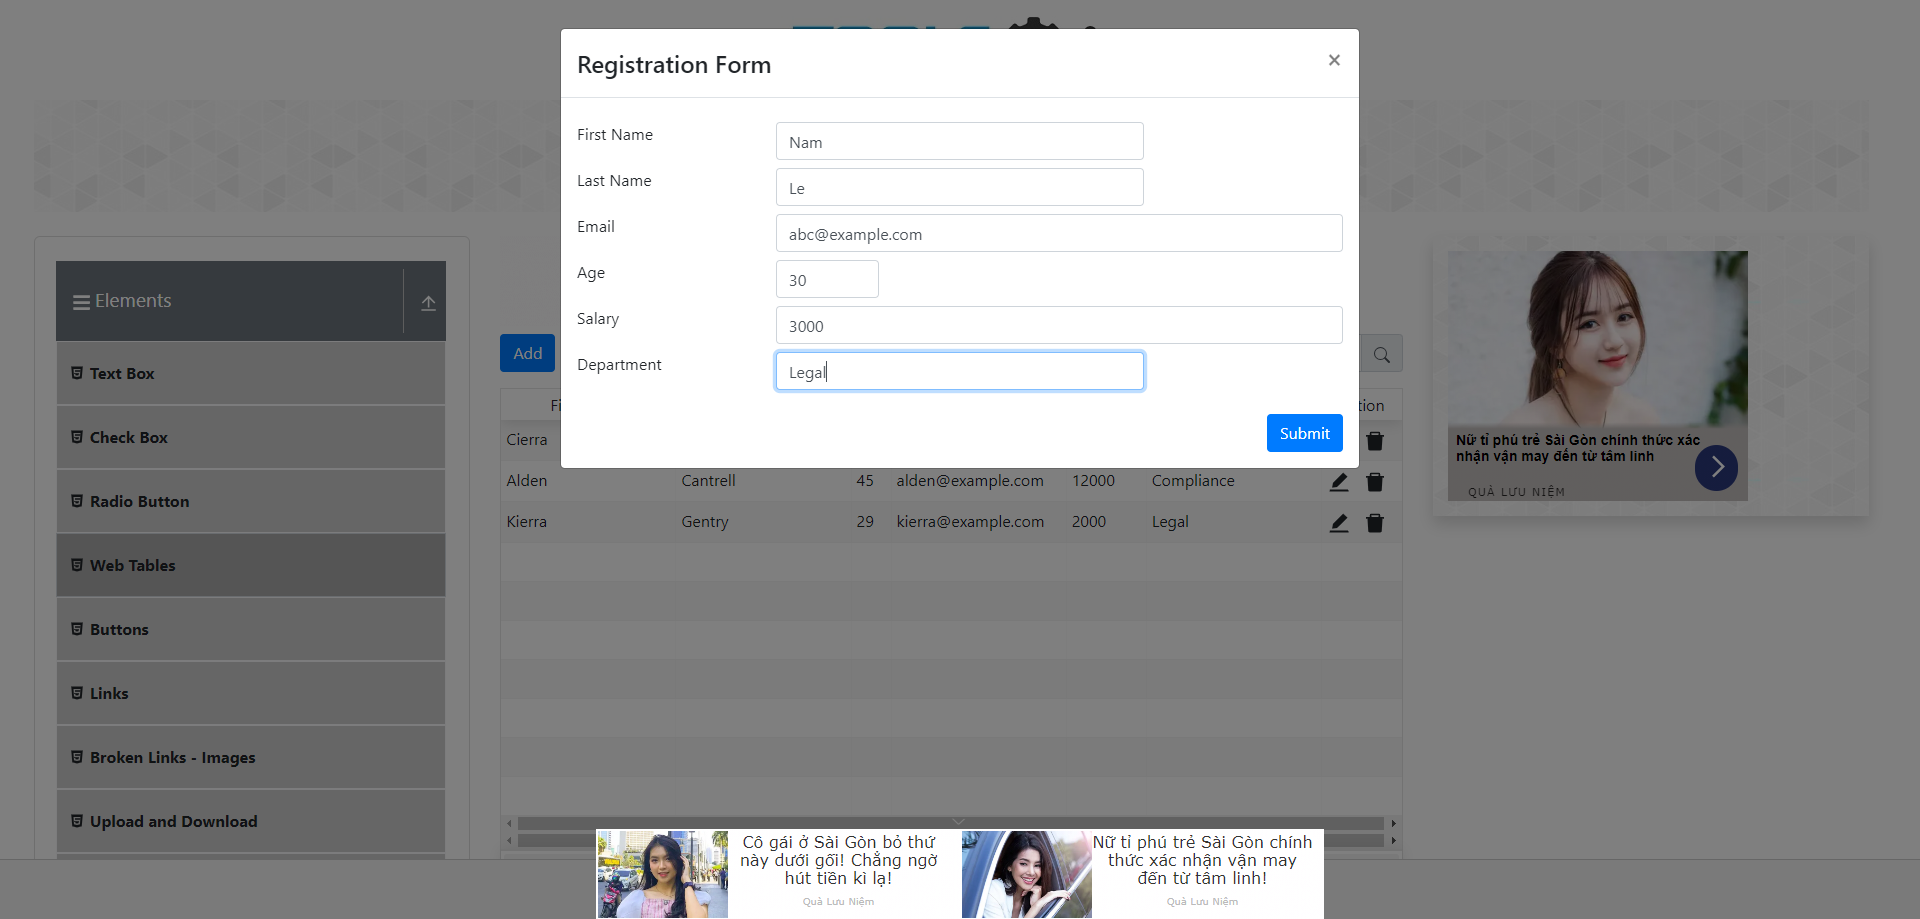 Registration Form
×
First Name
Nam
Last Name
Le
Email
abc@example.com
Age
30
Salary
3000
Department
Legal
Submit
Elements
Text Box
Check Box
Radio Button
Web Tables
Buttons
Links
Broken Links - Images
Upload and Download
Add
Cierra
Alden Cantrell 45 alden@example.com 12000 Compliance
Kierra Gentry 29 kierra@example.com 2000 Legal
Nữ tỉ phú trẻ Sài Gòn chính thức xác
nhận vận may đến từ tâm linh
QUÀ LƯU NIỆM
Cô gái ở Sài Gòn bỏ thứ
này dưới gối! Chẳng ngờ
hút tiền kì lạ!
Quà Lưu Niệm
Nữ tỉ phú trẻ Sài Gòn chính
thức xác nhận vận may
đến từ tâm linh!
Quà Lưu Niệm